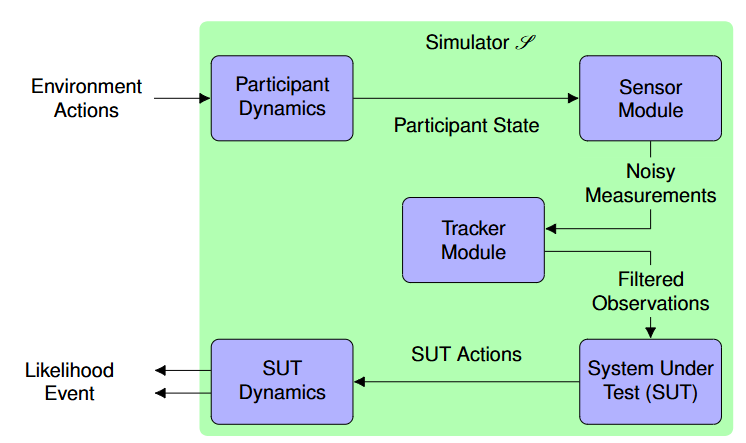 Simulator 𝒮
Environment
Actions
Participant
Dynamics
Sensor
Module
Participant State
Noisy
Measurements
Tracker
Module
Filtered
Observations
Likelihood
Event
SUT
Dynamics
SUT Actions
System Under
Test (SUT)